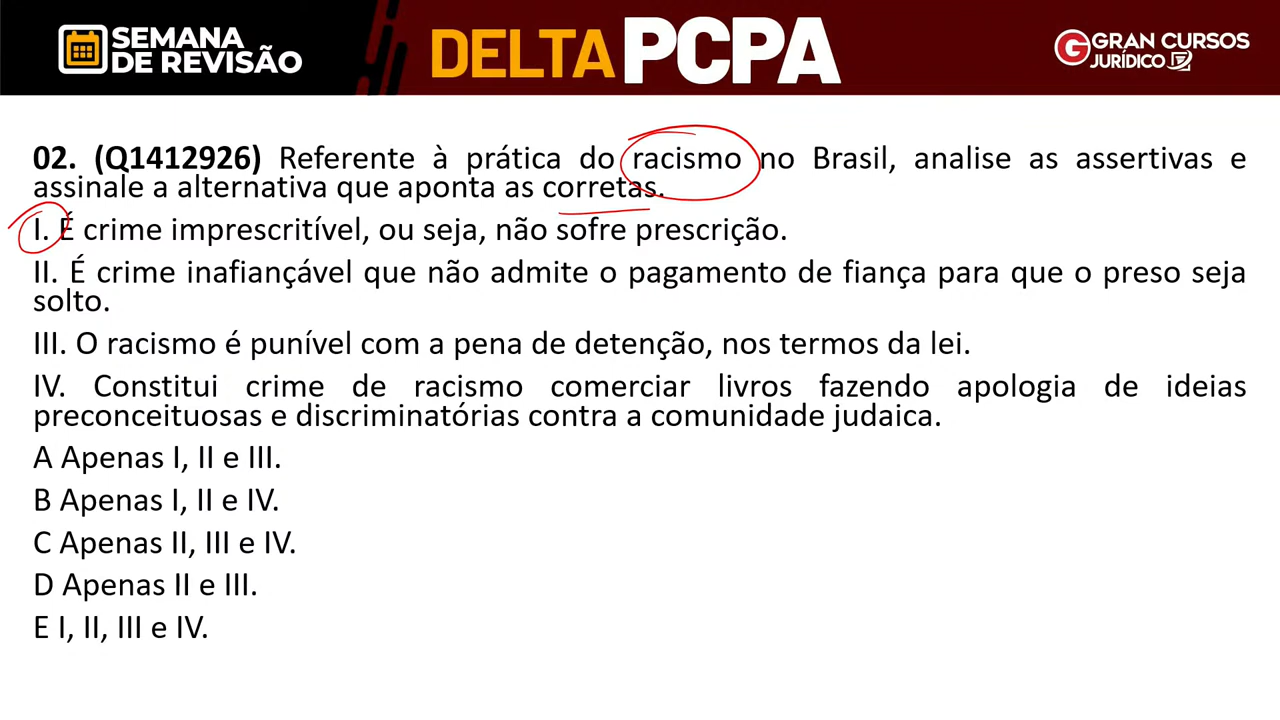 SEMANA
DE REVISÃO
DELTA PCPA
GRAN CURSOS
JURÍDICO
02. (Q1412926) Referente à prática do racismo no Brasil, analise as assertivas e
assinale a alternativa que aponta as corretas.
I. É crime imprescritível, ou seja, não sofre prescrição.
II. É crime inafiançável que não admite o pagamento de fiança para que o preso seja
solto.
III. O racismo é punível com a pena de detenção, nos termos da lei.
IV. Constitui crime de racismo comerciar livros fazendo apologia de ideias
preconceituosas e discriminatórias contra a comunidade judaica.
A Apenas I, II e III.
B Apenas I, II e IV.
C Apenas II, III e IV.
D Apenas II e III.
E I, II, III e IV.